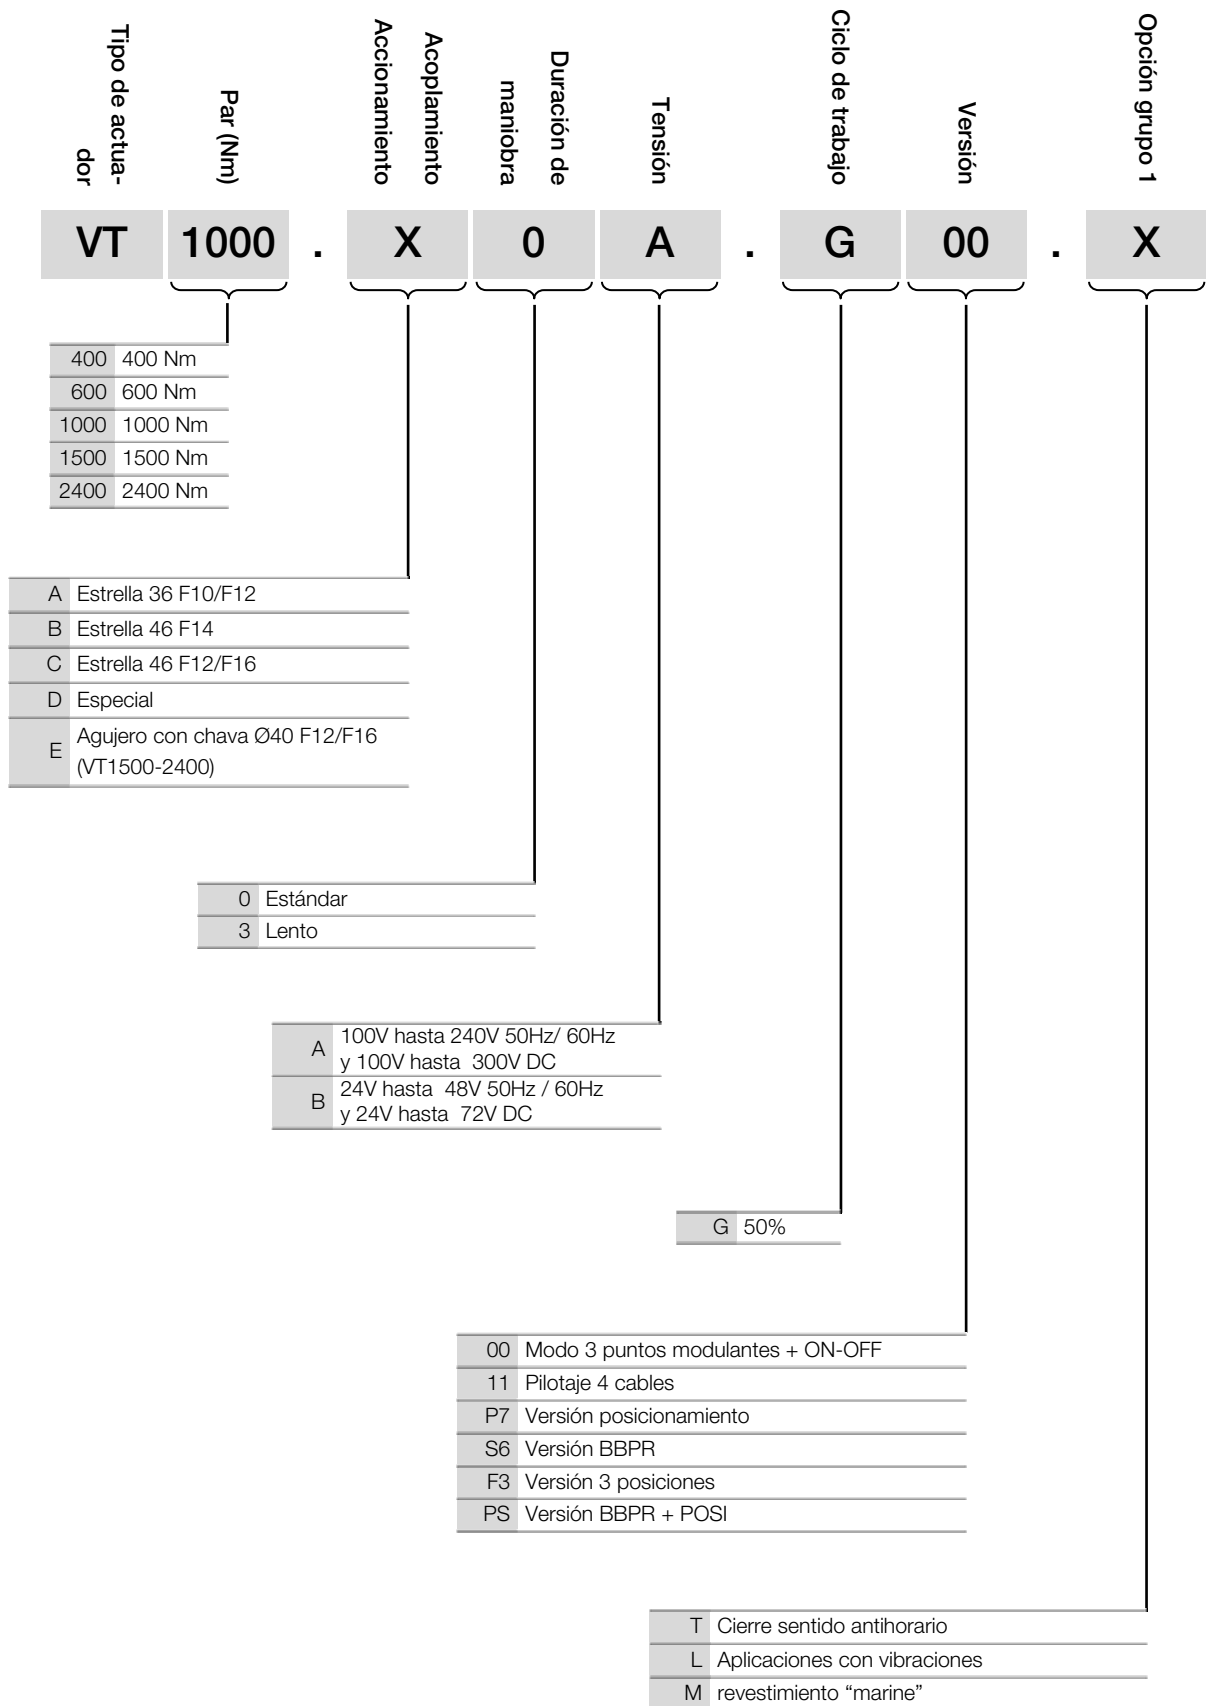 Tipo de actua-
dor
Par (Nm)
Acoplamiento
Accionamiento
Duración de
maniobra
Tensión
Ciclo de trabajo
Versión
Opción grupo 1
VT 1000 . X 0 A . G 00 . X
400 400 Nm
600 600 Nm
1000 1000 Nm
1500 1500 Nm
2400 2400 Nm
A Estrella 36 F10/F12
B Estrella 46 F14
C Estrella 46 F12/F16
D Especial
E Agujero con chava Ø40 F12/F16
(VT1500-2400)
0 Estándar
3 Lento
A 100V hasta 240V 50Hz/ 60Hz
y 100V hasta 300V DC
B 24V hasta 48V 50Hz / 60Hz
y 24V hasta 72V DC
G 50%
00 Modo 3 puntos modulantes + ON-OFF
11 Pilotaje 4 cables
P7 Versión posicionamiento
S6 Versión BBPR
F3 Versión 3 posiciones
PS Versión BBPR + POSI
T Cierre sentido antihorario
L Aplicaciones con vibraciones
M revestimiento “marine”